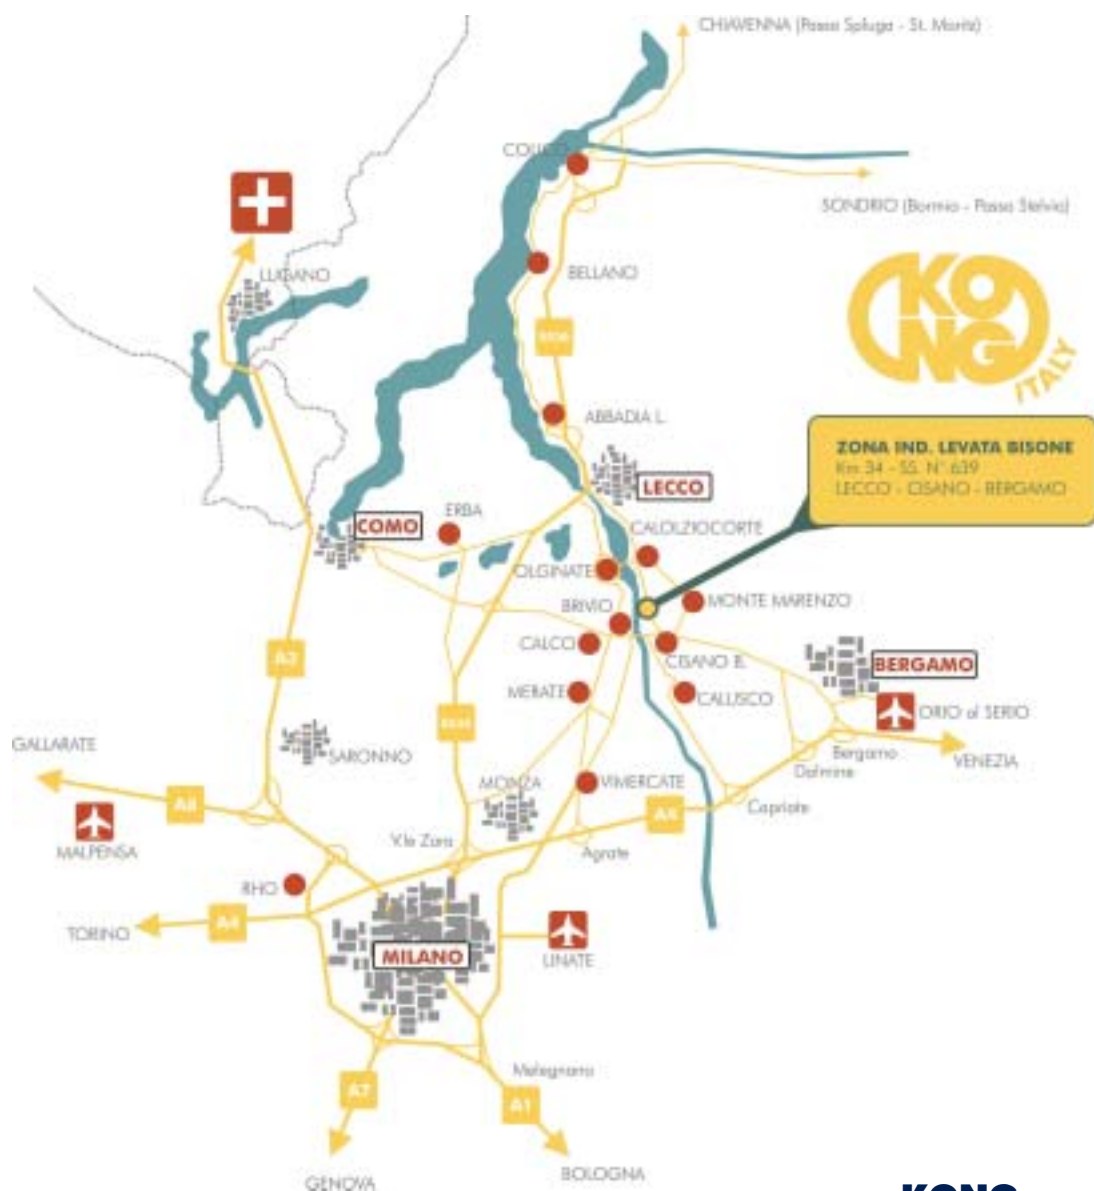 CHIAVENNA (Passo Spluga - St. Moritz)
COLICO
SONDRIO (Bormio - Passo Stelvio)
LUGANO
BELLANO
KO
NG
ITALY
ABBADIA L.
ZONA IND. LEVATA BISONE
Km 34 - SS. N° 639
LECCO - CISANO - BERGAMO
LECCO
ERBA
COMO
CALOLZIOCORTE
OLGINATE
BRIVIO
MONTE MARENZO
CALCO
CISANO B.
BERGAMO
MERATE
CALUSCO
ORIO al SERIO
GALLARATE
SARONNO
Bergamo
VENEZIA
Dalmine
MONZA
VIMERCATE
A8
Capriate
MALPENSA
V.le Zara
Agrate
RHO
A4
TORINO
MILANO
LINATE
Melegnano
A7
A1
GENOVA
BOLOGNA
KONG